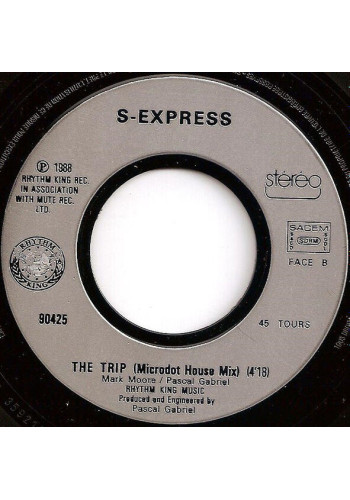 S-EXPRESS
℗ 1988
RHYTHM KING REC.
IN ASSOCIATION
WITH MUTE REC.
LTD.
stéréo
SACEM
SDRM
FACE B
RHYTHM
KING
90425
45 TOURS
THE TRIP (Microdot House Mix) (4'18)
Mark Moore / Pascal Gabriel
RHYTHM KING MUSIC
Produced and Engineered by
Pascal Gabriel